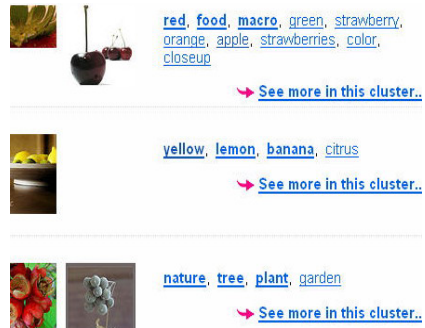 red, food, macro, green, strawberry,
orange, apple, strawberries, color,
closeup
See more in this cluster..
yellow, lemon, banana, citrus
See more in this cluster..
nature, tree, plant, garden
See more in this cluster..